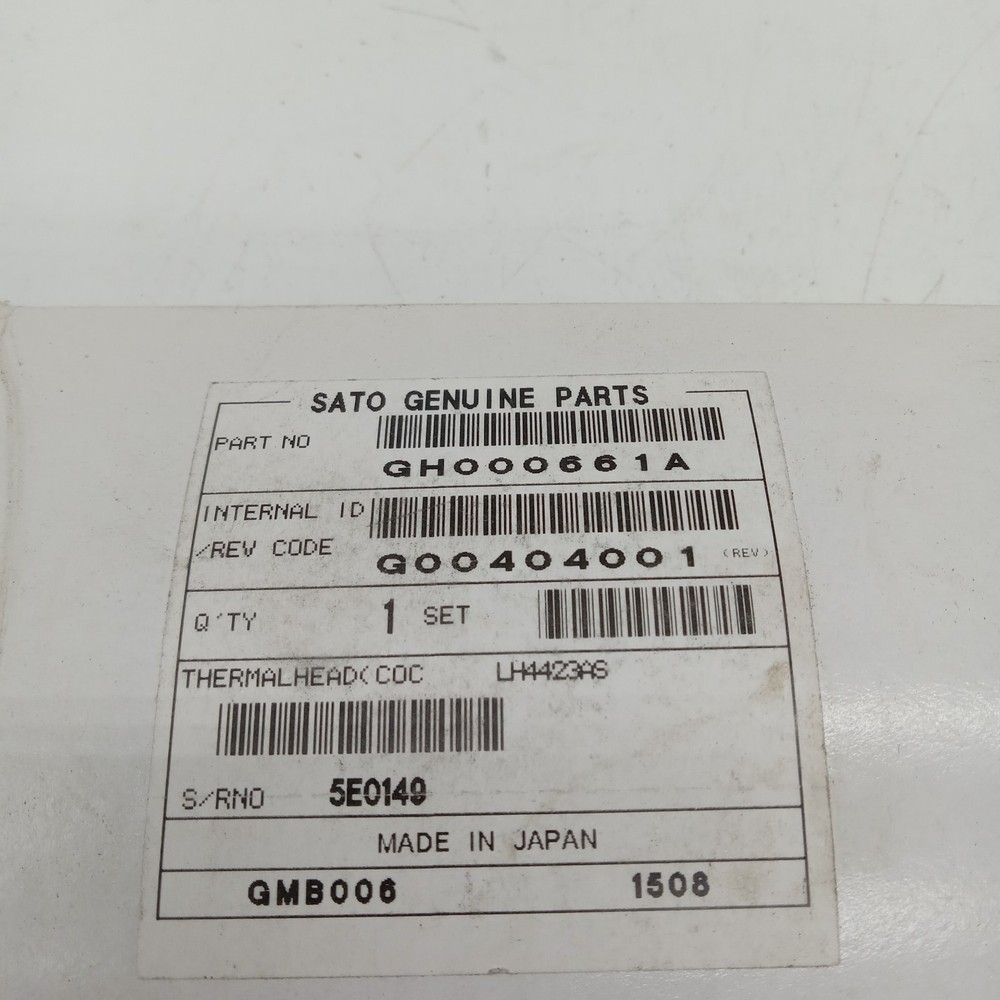 SATO GENUINE PARTS
PART NO
GH000661A
INTERNAL ID
/REV CODE
G00404001 (REV)
Q'TY 1 SET
THERMALHEAD(COC LH4423AS
S/RNO 5E0149
MADE IN JAPAN
GMB006 1508